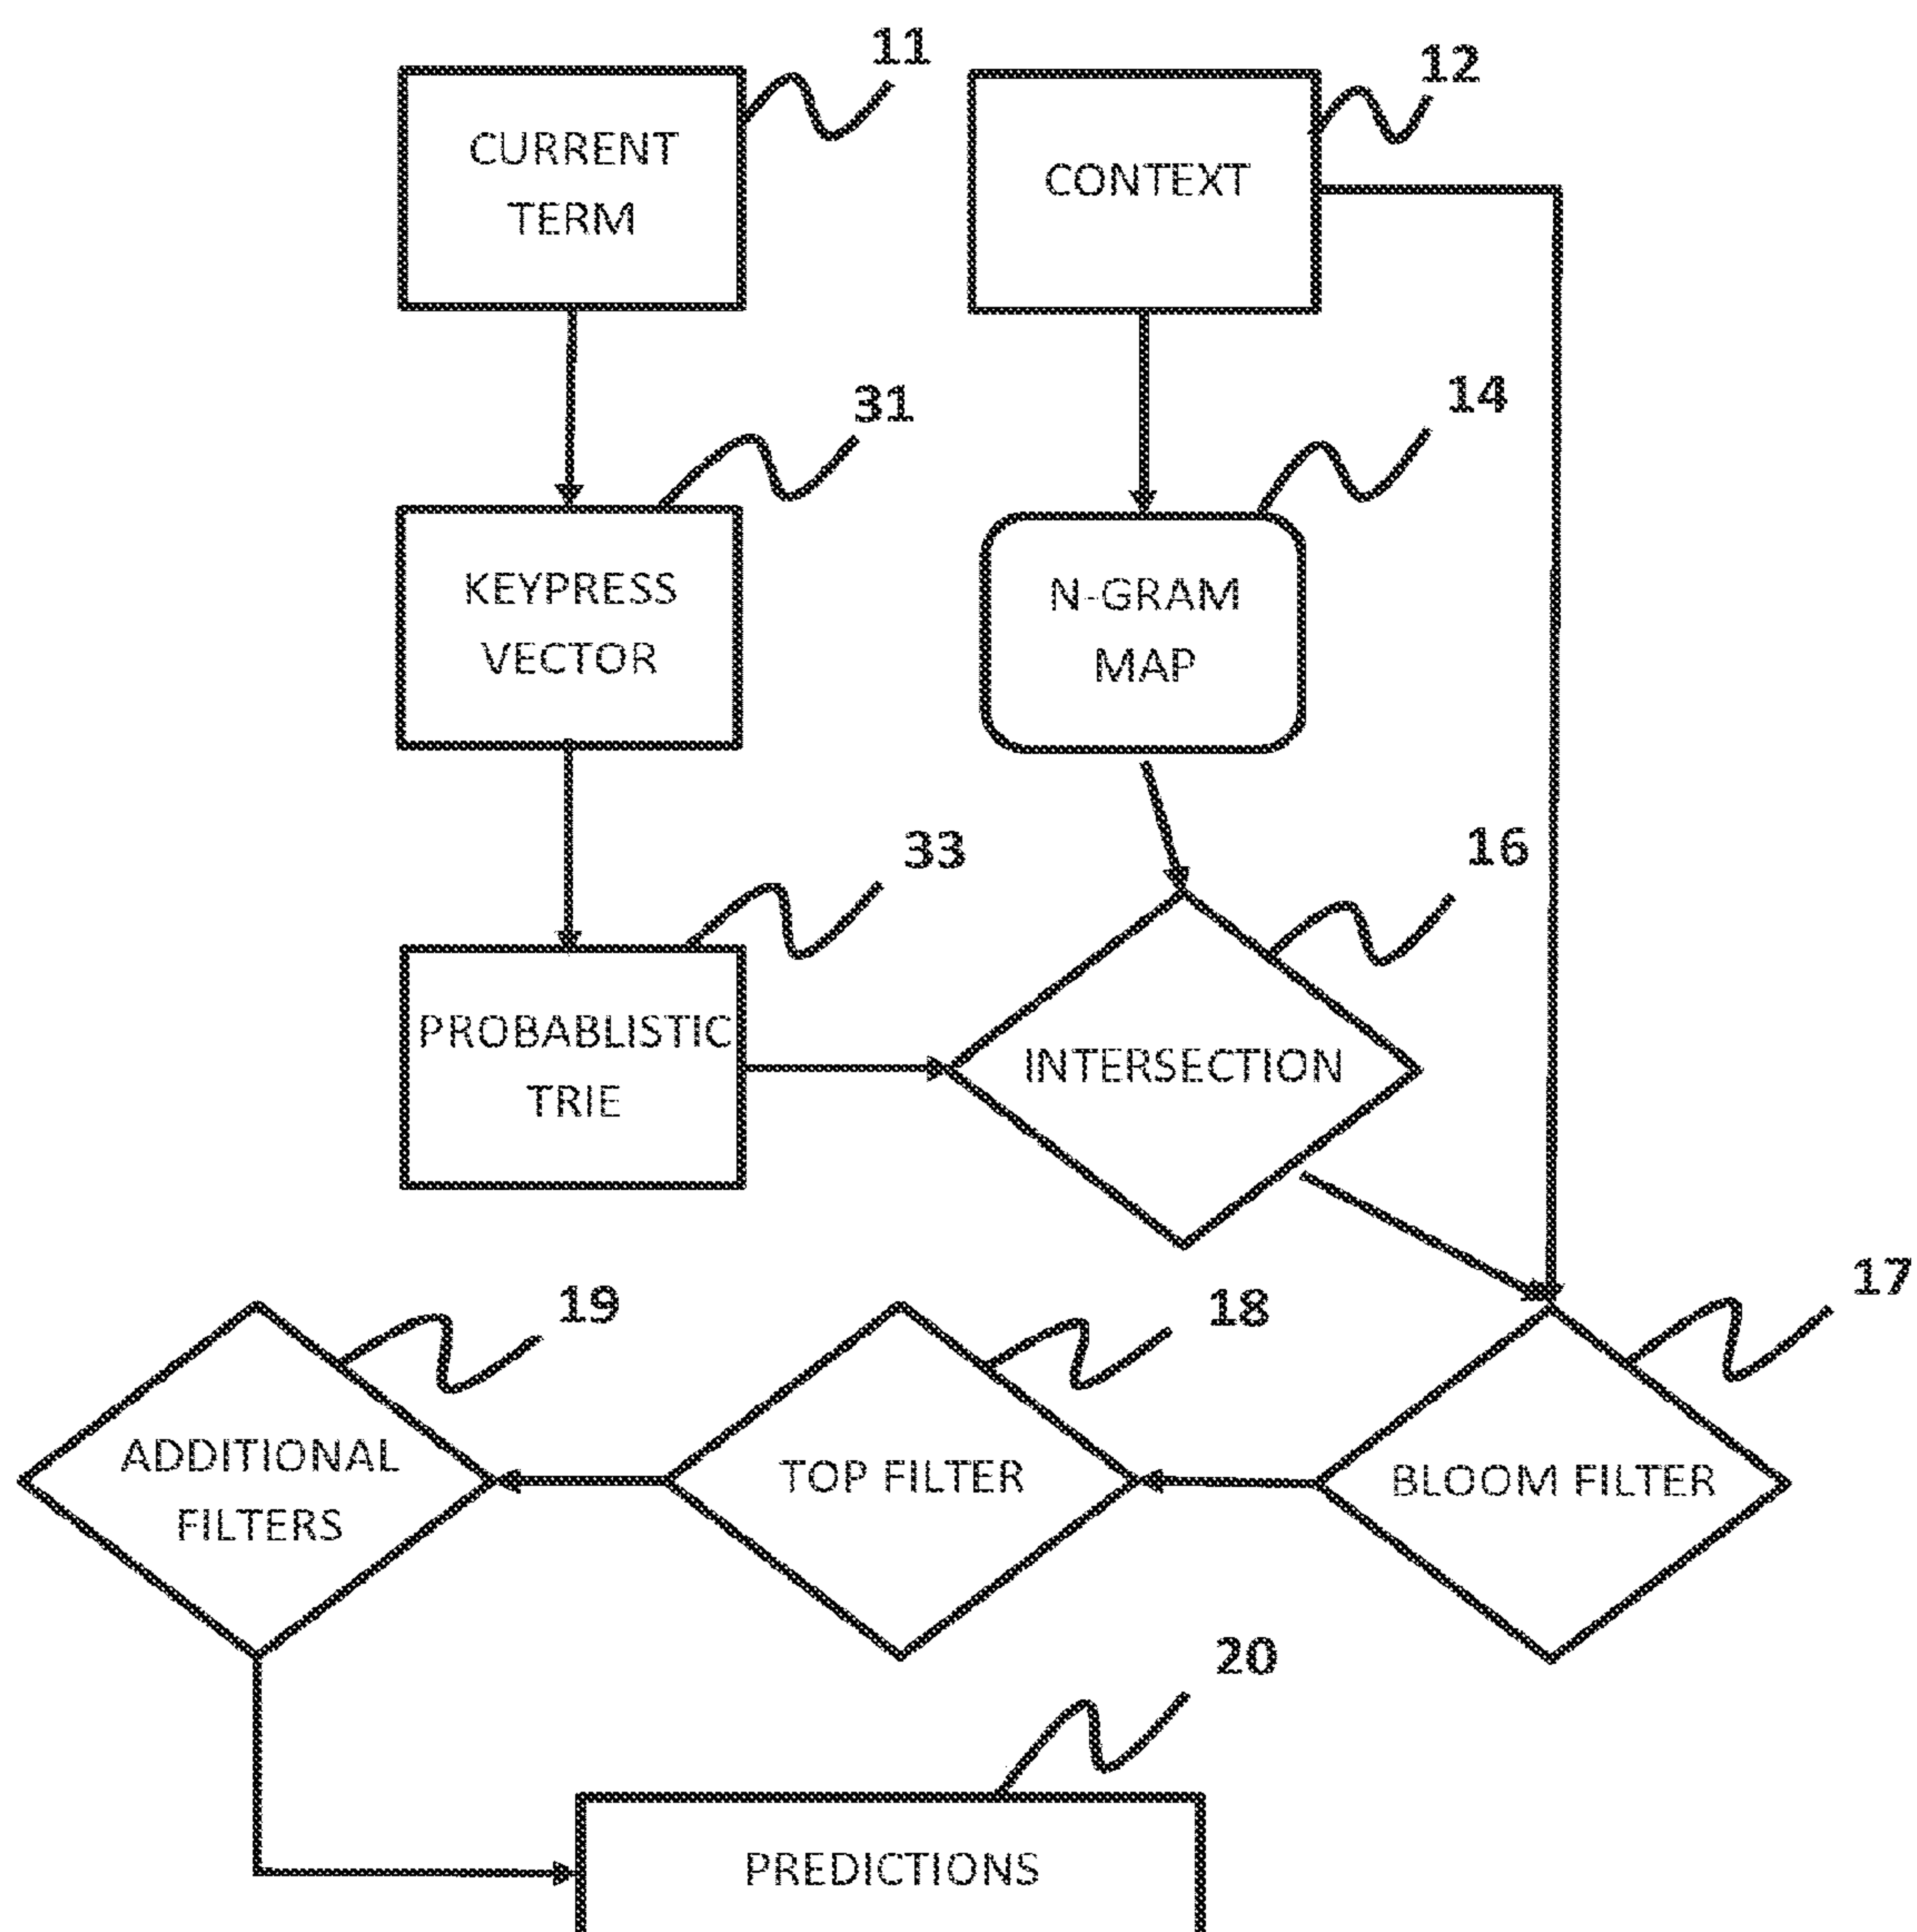 11
12
CURRENT
TERM
CONTEXT
31
14
KEYPRESS
VECTOR
N-GRAM
MAP
33
16
PROBABLISTIC
TRIE
INTERSECTION
17
19
18
ADDITIONAL
FILTERS
TOP FILTER
BLOOM FILTER
20
PREDICTIONS